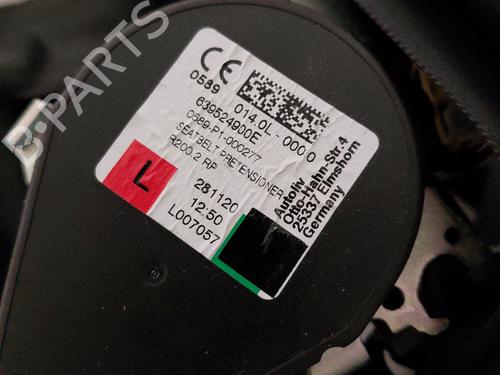 B-PARTS
CE
0589
014.0L - 000 0
639524900E
0589-P1-000277
SEATBELT PRETENSIONER
R200.2 RP
L
281120
12:50
L007057
Autoliv
Otto-Hahn-Str.4
25337 Elmshorn
Germany